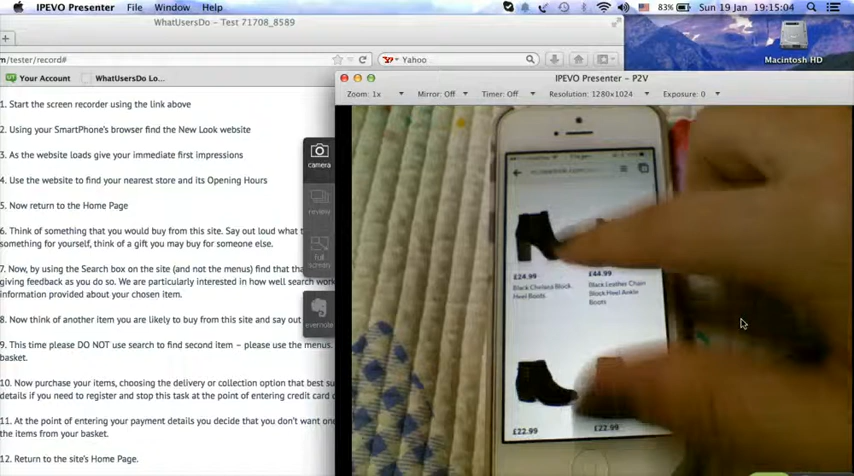 IPEVO Presenter File Edit Window Help
83% Sun 19 Jan 19:15:04
WhatUsersDo - Test 71708_8589
m/tester/record#
Yahoo
Your Account
WhatUsersDo Lo...
1. Start the screen recorder using the link above
2. Using your SmartPhone's browser find the New Look website
3. As the website loads give your immediate first impressions
4. Use the website to find your nearest store and its Opening Hours
5. Now return to the Home Page
6. Think of something that you would buy from this site. Say out loud what t
something for yourself, think of a gift you may buy for someone else.
7. Now, by using the Search box on the site (and not the menus) find that th
giving feedback as you do so. We are particularly interested in how well search work
information provided about your chosen item.
8. Now think of another item you are likely to buy from this site and say out
9. This time please DO NOT use search to find second item – please use the menus.
basket.
10. Now purchase your items, choosing the delivery or collection option that best su
details if you need to register and stop this task at the point of entering credit card
11. At the point of entering your payment details you decide that you don't want one
the items from your basket.
12. Return to the site's Home Page.
Macintosh HD
IPEVO Presenter – P2V
Zoom: 1x Mirror: Off Timer: Off Resolution: 1280x1024 Exposure: 0
camera
review
full
screen
evernote
£24.99
Black Chelsea Block
Heel Boots
£44.99
Black Leather Chain
Block Heel Ankle
Boots
£22.99
£22.99